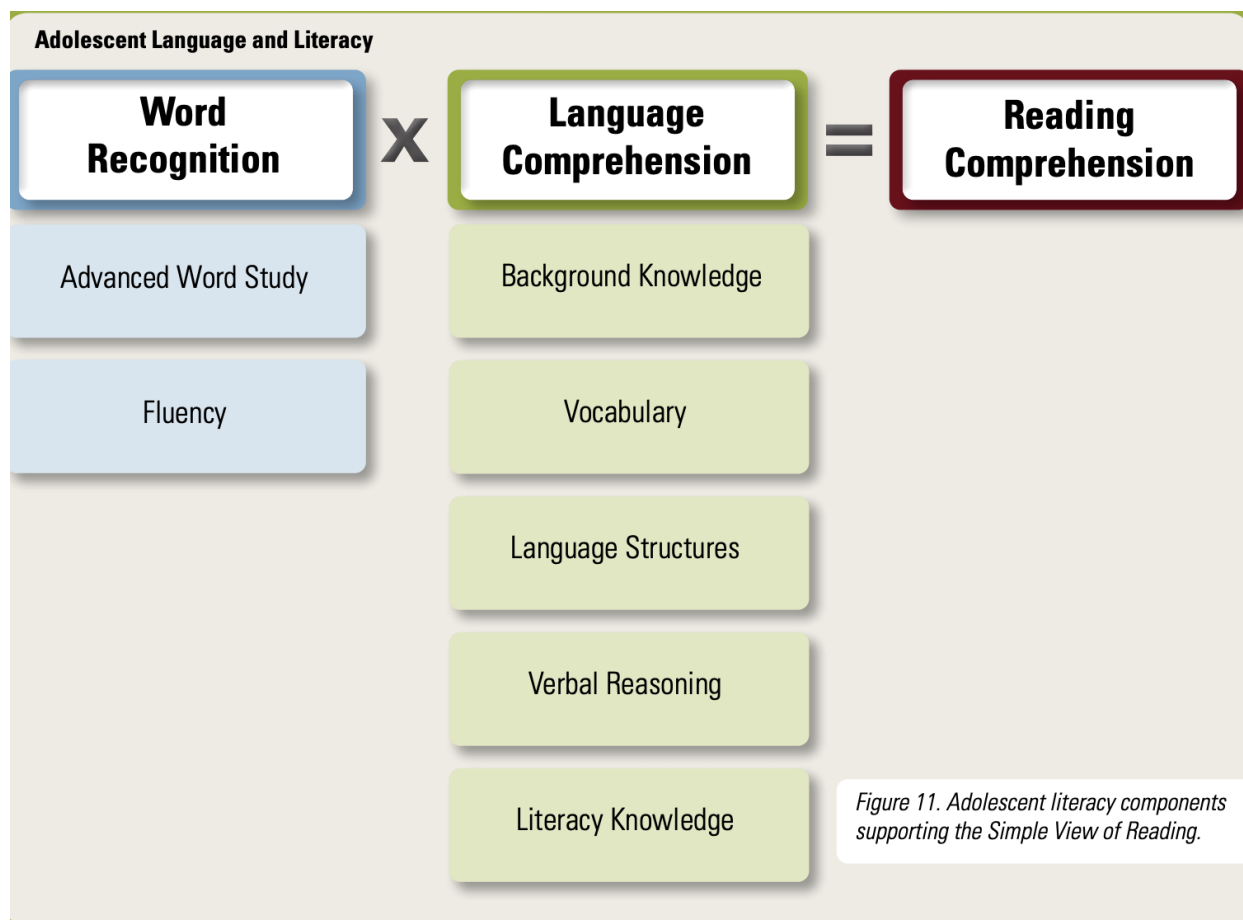 Adolescent Language and Literacy
Word
Recognition
x
Language
Comprehension
=
Reading
Comprehension
Advanced Word Study
Background Knowledge
Fluency
Vocabulary
Language Structures
Verbal Reasoning
Literacy Knowledge
Figure 11. Adolescent literacy components
supporting the Simple View of Reading.